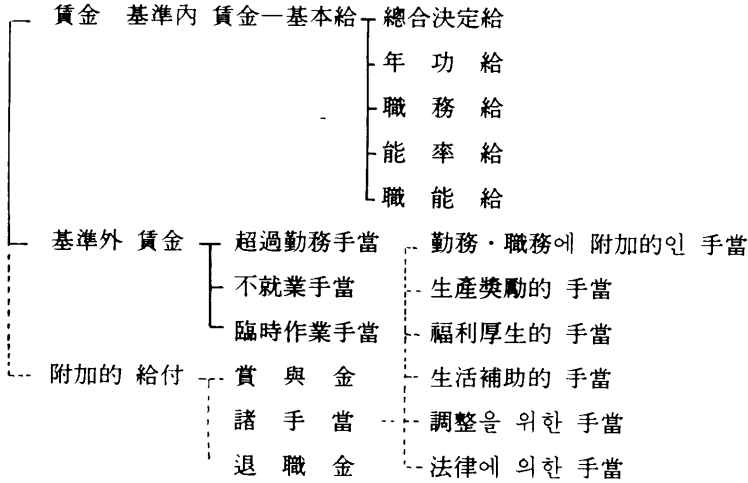 賃金 基準內 賃金—基本給 總合決定給
年功給
職務給
能率給
職能給
基準外 賃金 超過勤務手當 勤務·職務에 附加的인 手當
不就業手當 生產奬勵的 手當
臨時作業手當 福利厚生的 手當
附加的 給付 賞與金 生活補助的 手當
諸手當 調整을 위한 手當
退職金 法律에 의한 手當